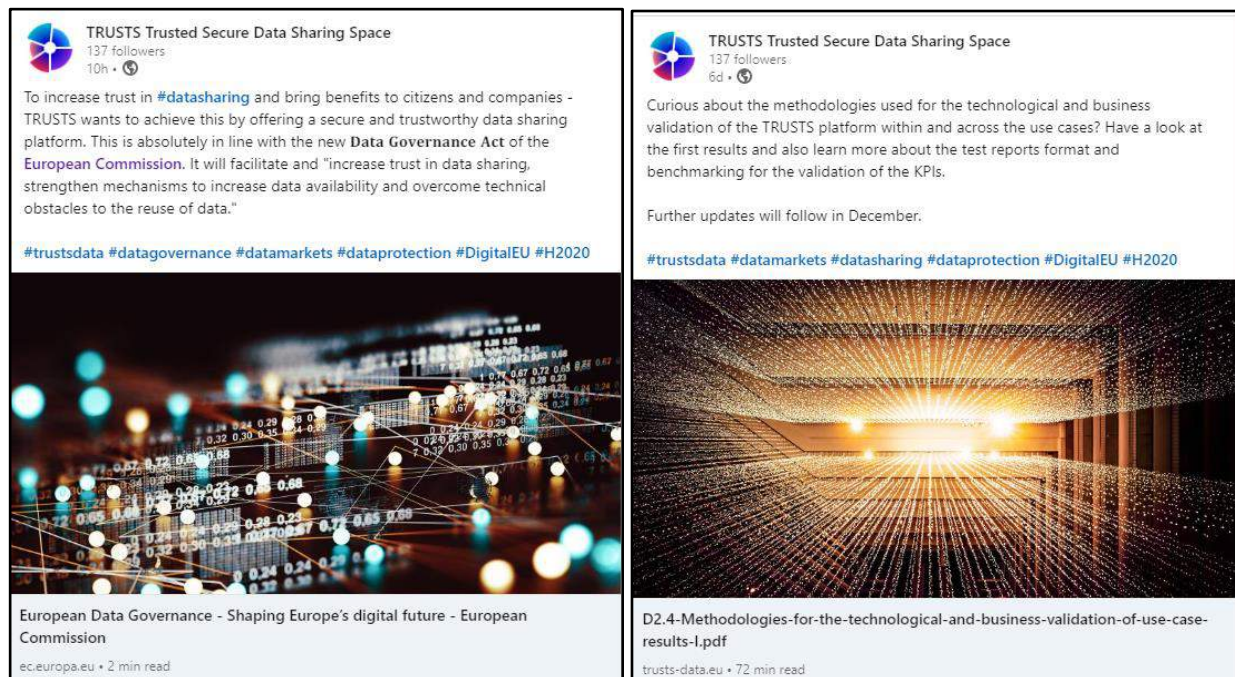 TRUSTS Trusted Secure Data Sharing Space
137 followers
10h •
To increase trust in #datasharing and bring benefits to citizens and companies -
TRUSTS wants to achieve this by offering a secure and trustworthy data sharing
platform. This is absolutely in line with the new Data Governance Act of the
European Commission. It will facilitate and "increase trust in data sharing,
strengthen mechanisms to increase data availability and overcome technical
obstacles to the reuse of data."
#trustsdata #datagovernance #datamarkets #dataprotection #DigitalEU #H2020
European Data Governance - Shaping Europe's digital future - European
Commission
ec.europa.eu • 2 min read
TRUSTS Trusted Secure Data Sharing Space
137 followers
6d •
Curious about the methodologies used for the technological and business
validation of the TRUSTS platform within and across the use cases? Have a look at
the first results and also learn more about the test reports format and
benchmarking for the validation of the KPIs.
Further updates will follow in December.
#trustsdata #datamarkets #datasharing #dataprotection #DigitalEU #H2020
D2.4-Methodologies-for-the-technological-and-business-validation-of-use-case-
results-I.pdf
trusts-data.eu • 72 min read